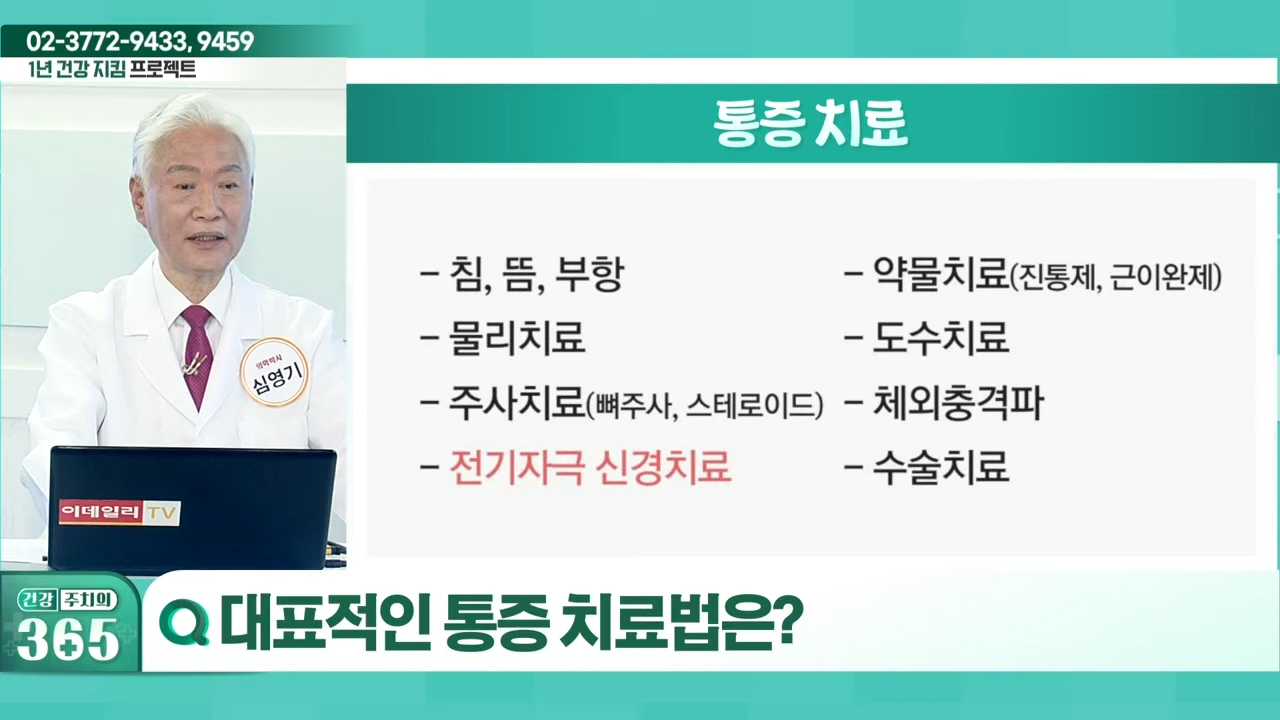 02-3772-9433, 9459
1년 건강 지킴 프로젝트
통증 치료
- 침, 뜸, 부항
- 물리치료
- 주사치료(뼈주사, 스테로이드)
- 전기자극 신경치료
- 약물치료(진통제, 근이완제)
- 도수치료
- 체외충격파
- 수술치료
의학박사
심영기
이데일리 TV
건강 주치의
365
Q 대표적인 통증 치료법은?